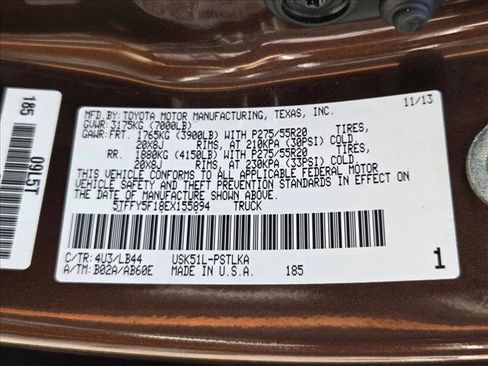 185 09L5T
MFD.BY: TOYOTA MOTOR MANUFACTURING, TEXAS, INC. 11/13
GVWR: 3175KG (7000LB)
GAWR: FRT. 1765KG (3900LB) WITH P275/55R20 TIRES,
20X8J RIMS, AT 210KPA (30PSI) COLD
RR. 1880KG (4150LB) WITH P275/55R20 TIRES,
20X8J RIMS, AT 230KPA (33PSI) COLD.
THIS VEHICLE CONFORMS TO ALL APPLICABLE FEDERAL MOTOR
VEHICLE SAFETY AND THEFT PREVENTION STANDARDS IN EFFECT ON
THE DATE OF MANUFACTURE SHOWN ABOVE.
5TFFY5F18EX155894 TRUCK
C/TR: 4U3/LB44 USK51L-PSTLKA
A/TM: B02A/AB60E MADE IN U.S.A. 185 1